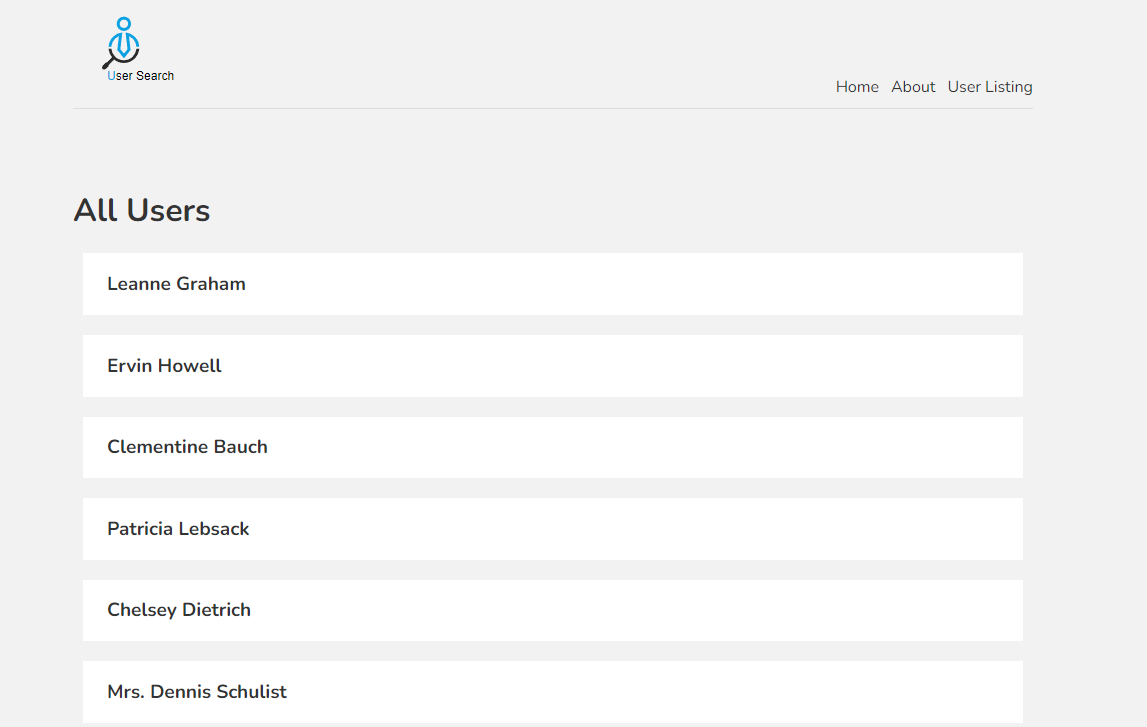 User Search
Home About User Listing
All Users
Leanne Graham
Ervin Howell
Clementine Bauch
Patricia Lebsack
Chelsey Dietrich
Mrs. Dennis Schulist